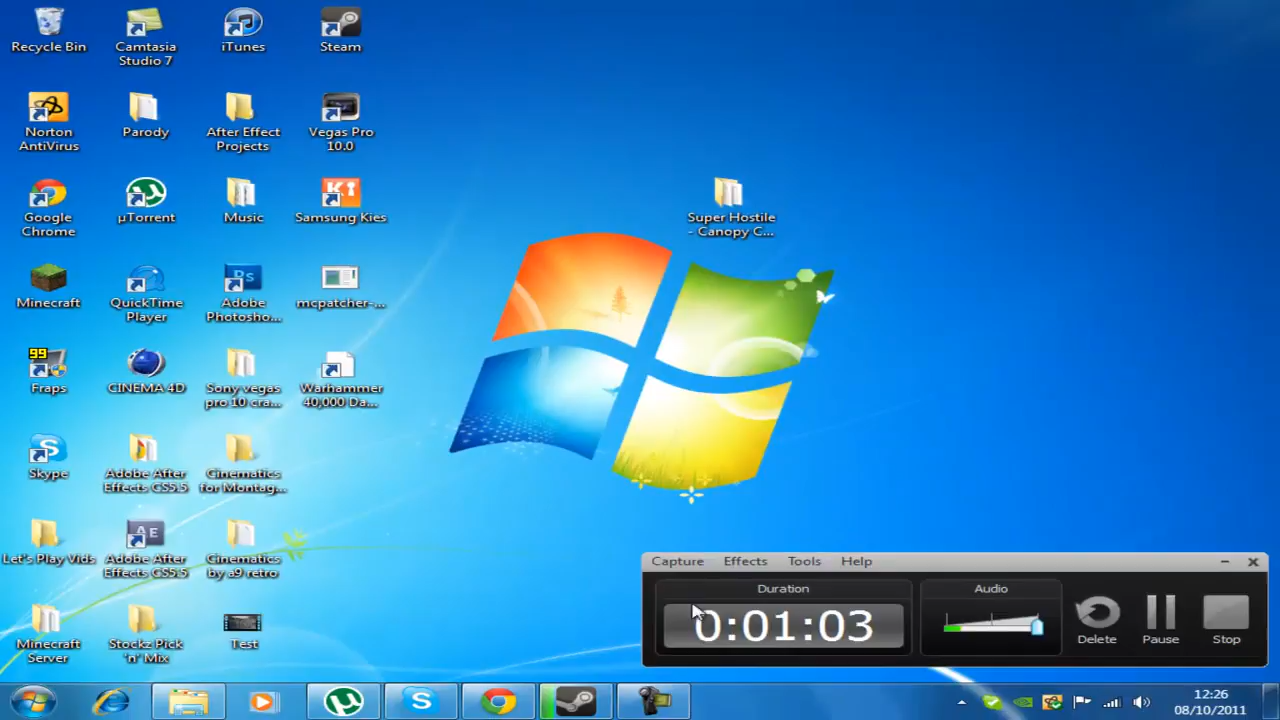 Recycle Bin
Camtasia
Studio 7
iTunes
Steam
Norton
AntiVirus
Parody
After Effect
Projects
Vegas Pro
10.0
Google
Chrome
µTorrent
Music
Samsung Kies
Super Hostile
- Canopy C...
Minecraft
QuickTime
Player
Adobe
Photosho...
mcpatcher-...
99
Fraps
CINEMA 4D
Sony vegas
pro 10 cra...
Warhammer
40,000 Da...
Skype
Adobe After
Effects CS5.5
Cinematics
for Montag...
Let's Play Vids
Adobe After
Effects CS5.5
Cinematics
by a9 retro
Minecraft
Server
Stockz Pick
'n' Mix
Test
Capture Effects Tools Help
Duration
0:01:03
Audio
Delete
Pause
Stop
12:26
08/10/2011